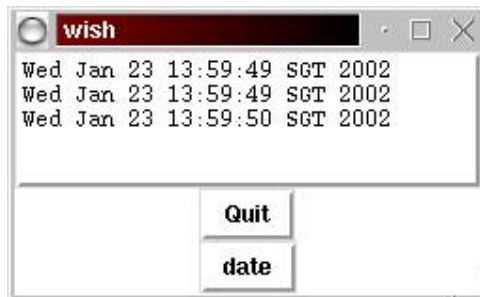 wish
Wed Jan 23 13:59:49 SGT 2002
Wed Jan 23 13:59:49 SGT 2002
Wed Jan 23 13:59:50 SGT 2002
Quit
date